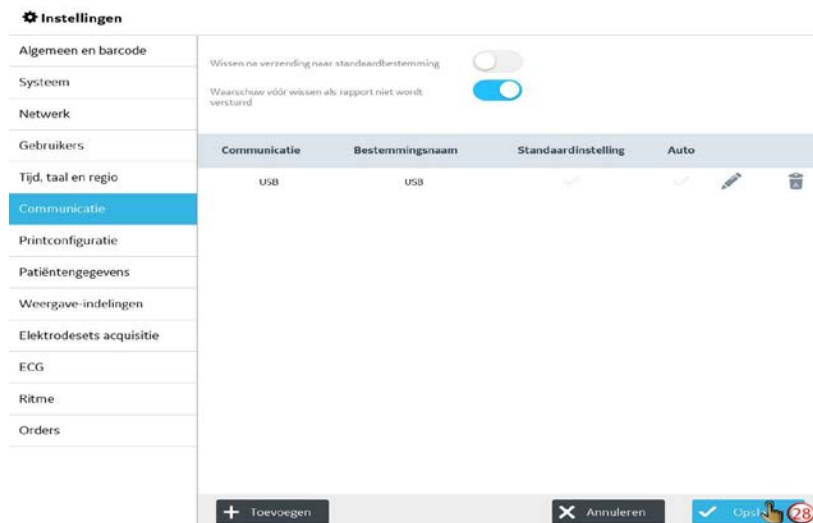 Instellingen
Algemeen en barcode
Systeem
Netwerk
Gebruikers
Tijd, taal en regio
Communicatie
Printconfiguratie
Patiëntengegevens
Weergave-indelingen
Elektrodesets acquisitie
ECG
Ritme
Orders
Wissen na verzending naar standaardbestemming
Waarschuw vóór wissen als rapport niet wordt
verstuurd
Communicatie Bestemmingsnaam Standaardinstelling Auto
USB USB
Toevoegen Annuleren 28